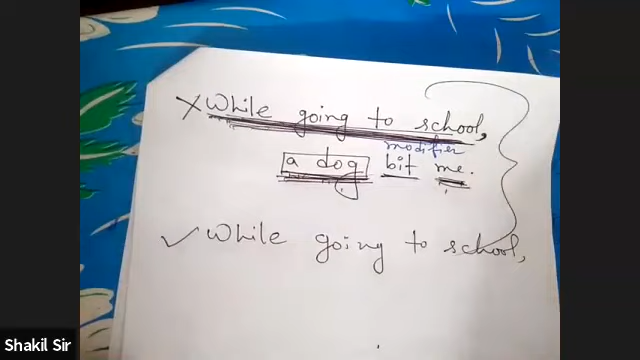 × While going to school,
modifier
a dog bit me.
✓ While going to school,
Shakil Sir